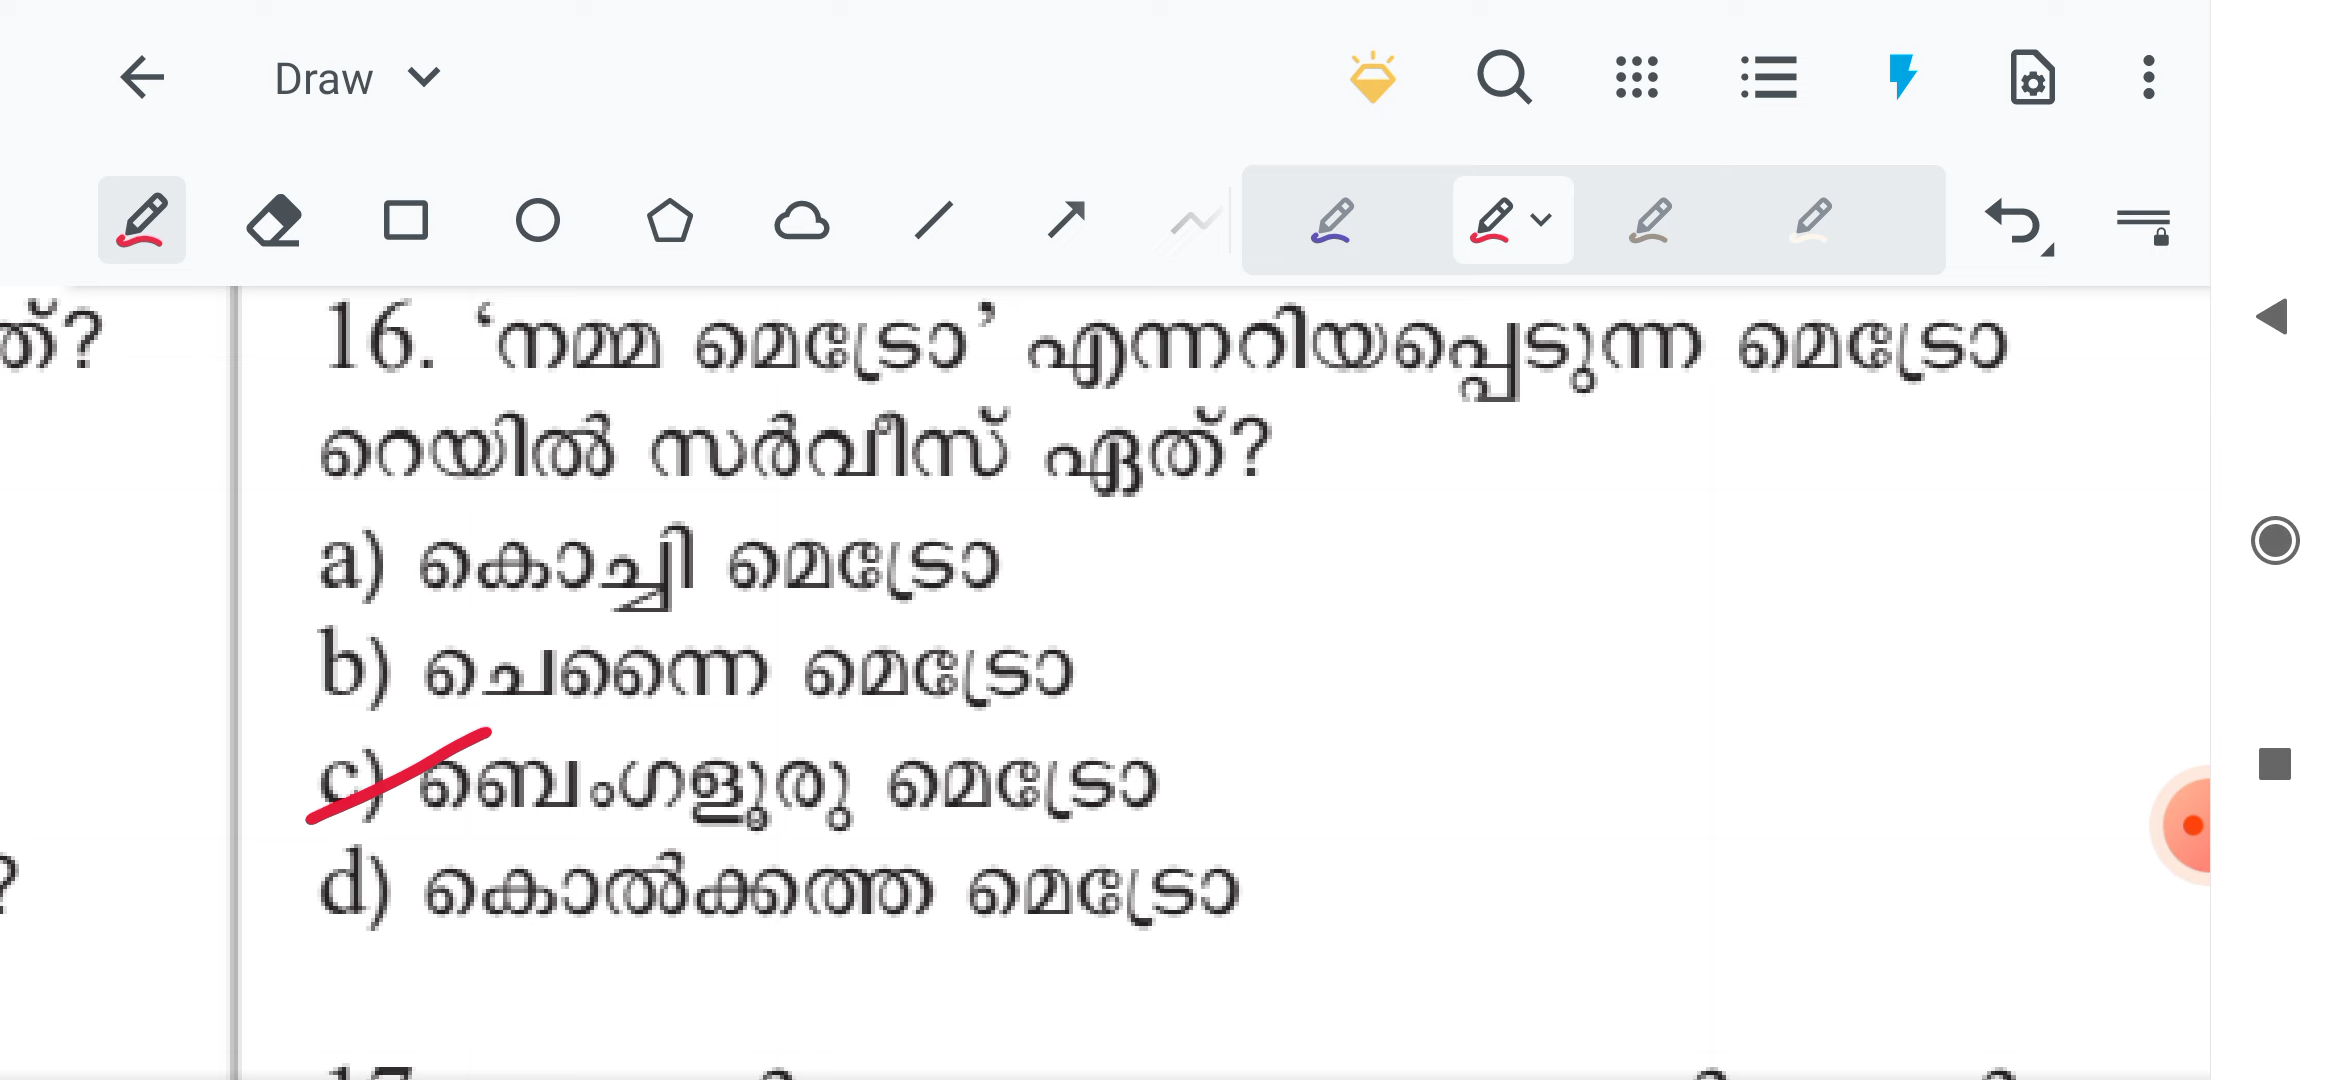 Draw
ത്?
16. ‘നമ്മ മെട്രോ’ എന്നറിയപ്പെടുന്ന മെട്രോ
റെയിൽ സർവീസ് ഏത്?
a) കൊച്ചി മെട്രോ
b) ചെന്നൈ മെട്രോ
c) ബെംഗളൂരു മെട്രോ
d) കൊൽക്കത്ത മെട്രോ
?